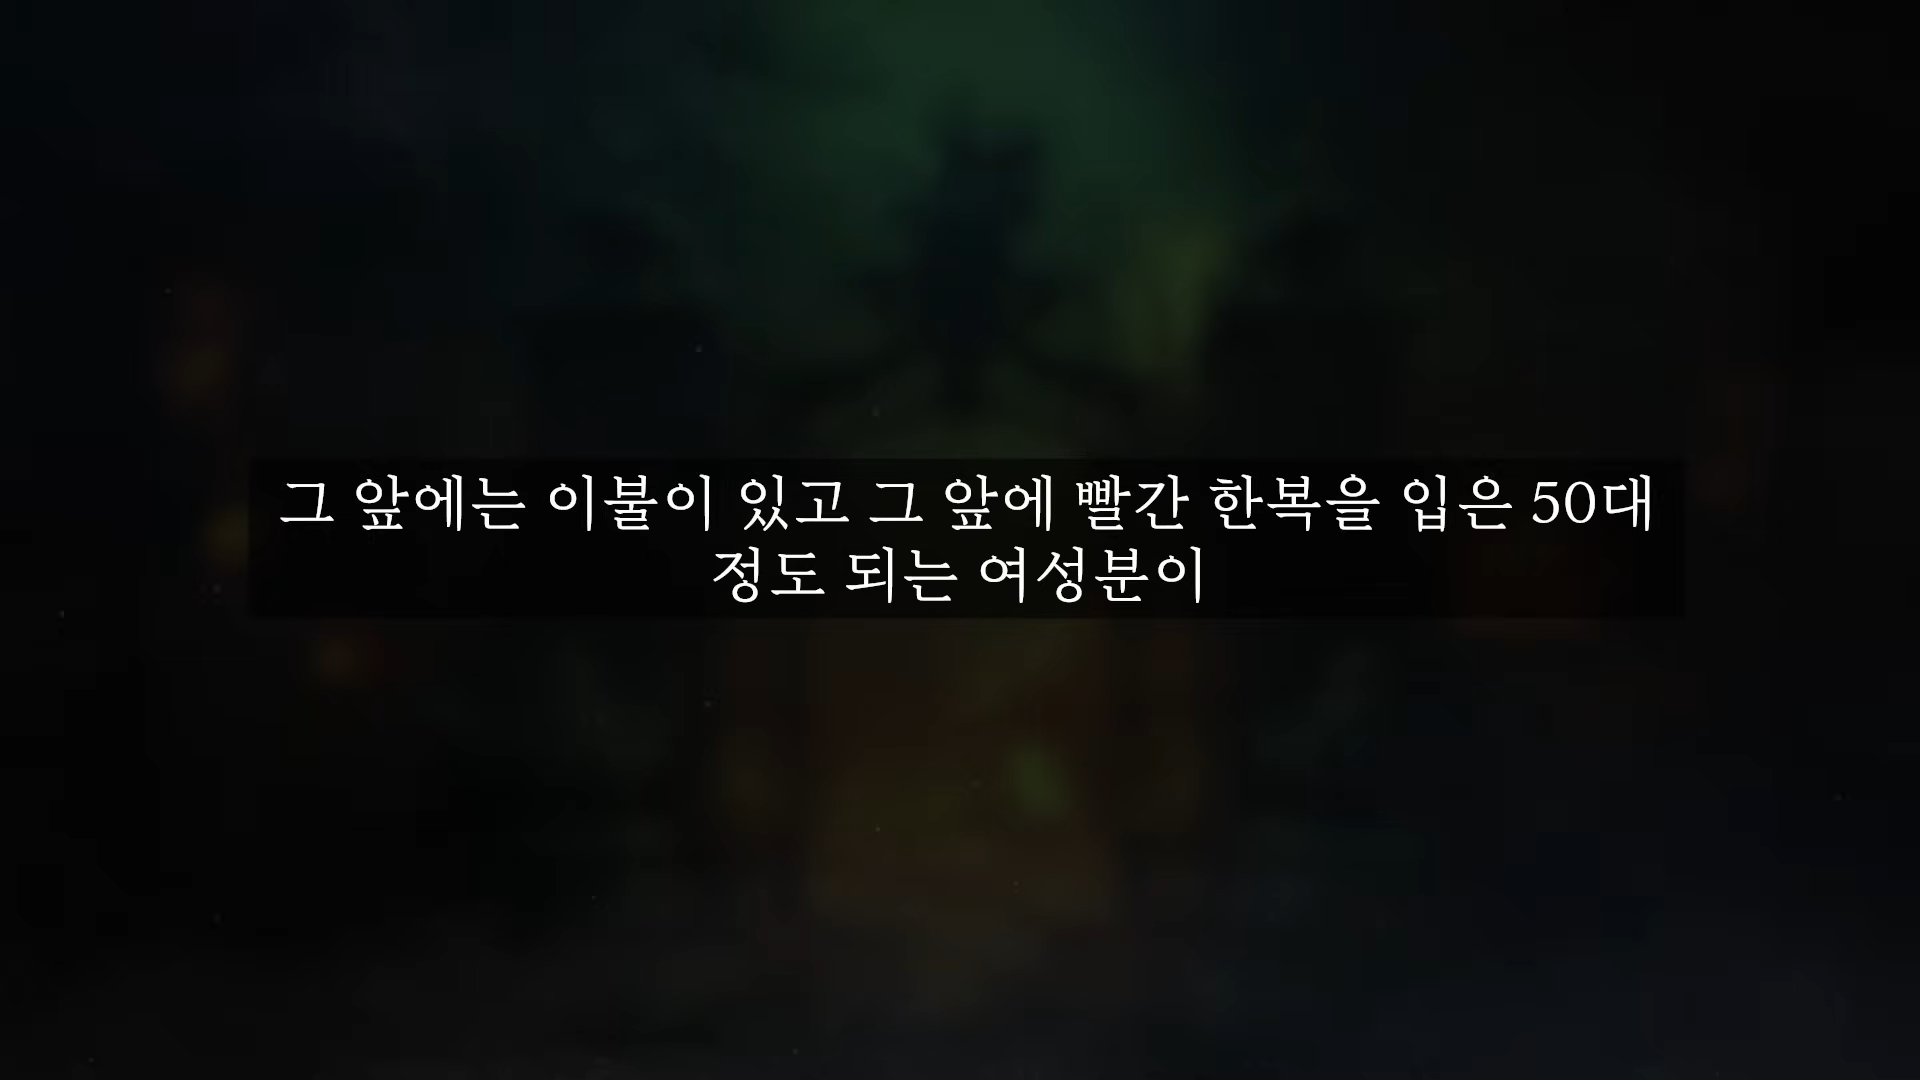 그 앞에는 이불이 있고 그 앞에 빨간 한복을 입은 50대
정도 되는 여성분이